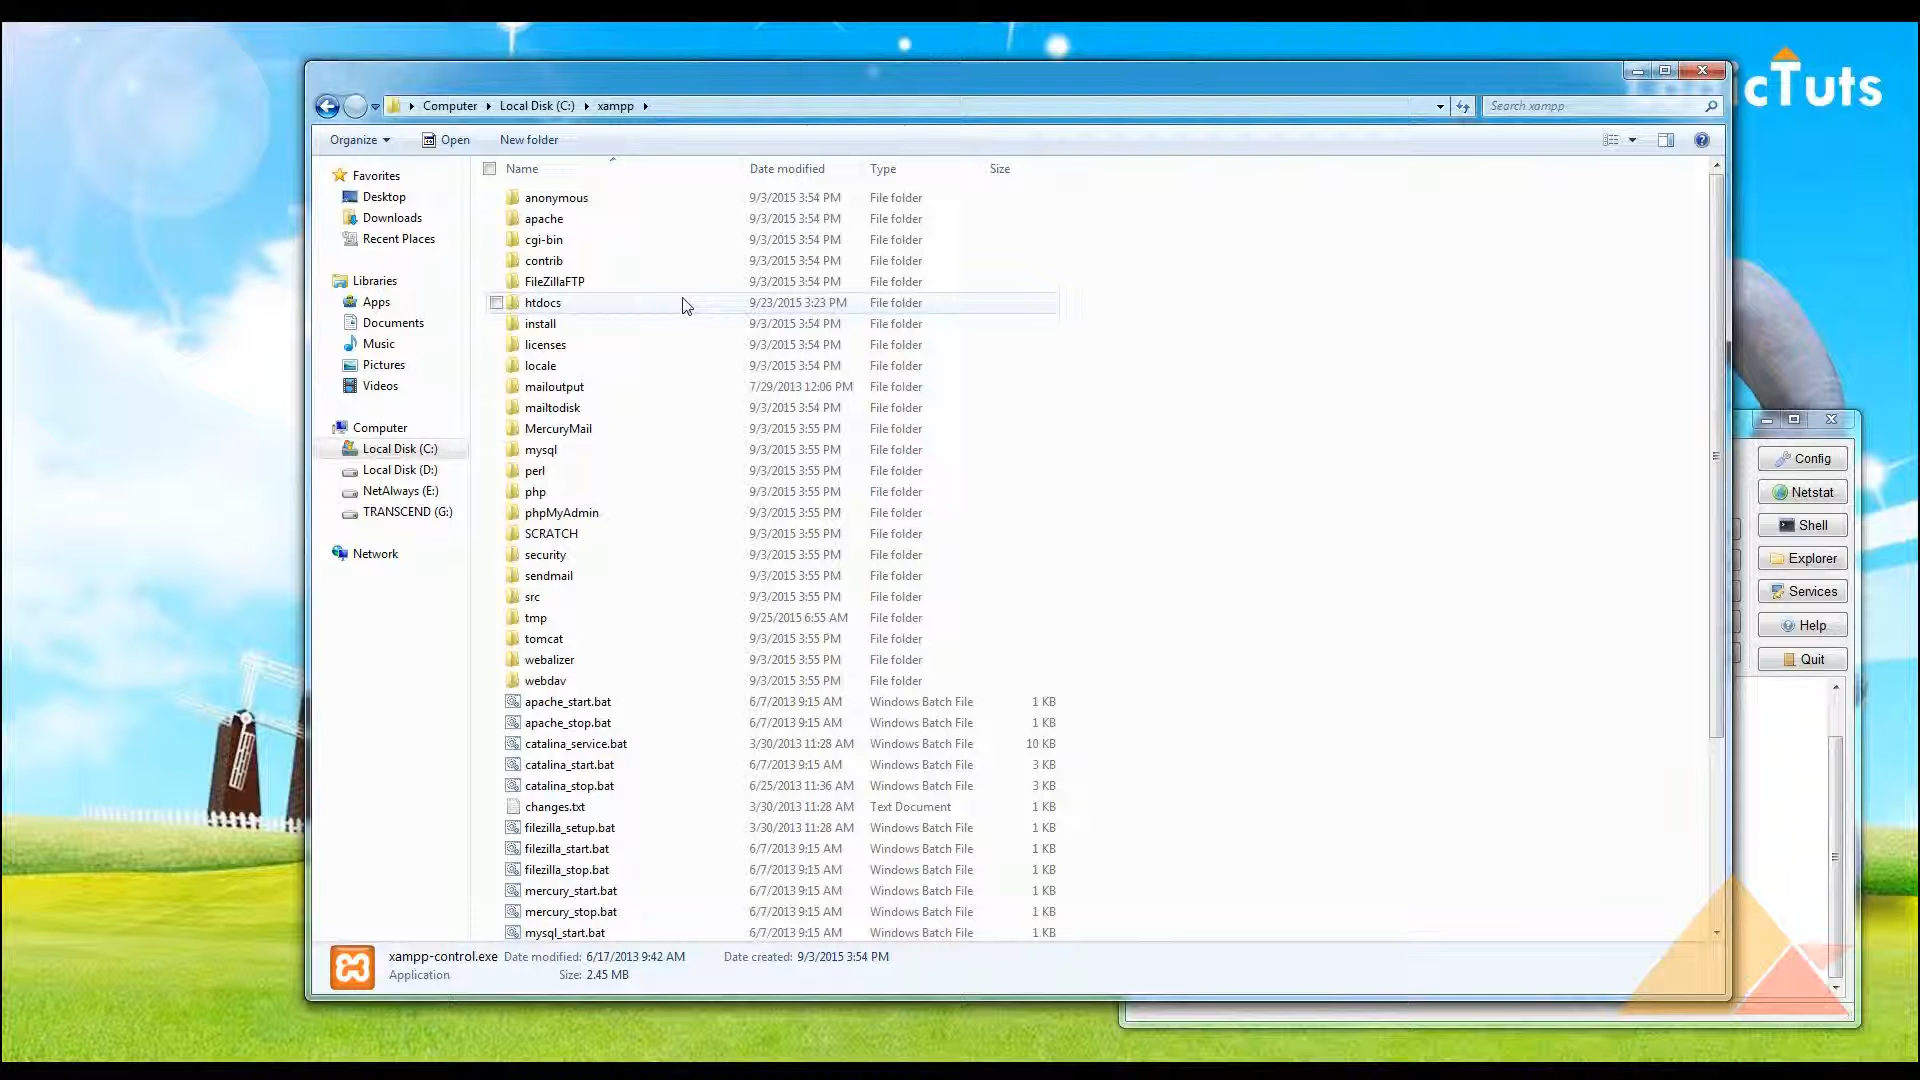 cTuts
Computer Local Disk (C:) xampp
Search xampp
Organize Open New folder
Name Date modified Type Size
Favorites
Desktop
Downloads
Recent Places
Libraries
Apps
Documents
Music
Pictures
Videos
Computer
Local Disk (C:)
Local Disk (D:)
NetAlways (E:)
TRANSCEND (G:)
Network
anonymous 9/3/2015 3:54 PM File folder
apache 9/3/2015 3:54 PM File folder
cgi-bin 9/3/2015 3:54 PM File folder
contrib 9/3/2015 3:54 PM File folder
FileZillaFTP 9/3/2015 3:54 PM File folder
htdocs 9/23/2015 3:23 PM File folder
install 9/3/2015 3:54 PM File folder
licenses 9/3/2015 3:54 PM File folder
locale 9/3/2015 3:54 PM File folder
mailoutput 7/29/2013 12:06 PM File folder
mailtodisk 9/3/2015 3:54 PM File folder
MercuryMail 9/3/2015 3:55 PM File folder
mysql 9/3/2015 3:55 PM File folder
perl 9/3/2015 3:55 PM File folder
php 9/3/2015 3:55 PM File folder
phpMyAdmin 9/3/2015 3:55 PM File folder
SCRATCH 9/3/2015 3:55 PM File folder
security 9/3/2015 3:55 PM File folder
sendmail 9/3/2015 3:55 PM File folder
src 9/3/2015 3:55 PM File folder
tmp 9/25/2015 6:55 AM File folder
tomcat 9/3/2015 3:55 PM File folder
webalizer 9/3/2015 3:55 PM File folder
webdav 9/3/2015 3:55 PM File folder
apache_start.bat 6/7/2013 9:15 AM Windows Batch File 1 KB
apache_stop.bat 6/7/2013 9:15 AM Windows Batch File 1 KB
catalina_service.bat 3/30/2013 11:28 AM Windows Batch File 10 KB
catalina_start.bat 6/7/2013 9:15 AM Windows Batch File 3 KB
catalina_stop.bat 6/25/2013 11:36 AM Windows Batch File 3 KB
changes.txt 3/30/2013 11:28 AM Text Document 1 KB
filezilla_setup.bat 3/30/2013 11:28 AM Windows Batch File 1 KB
filezilla_start.bat 6/7/2013 9:15 AM Windows Batch File 1 KB
filezilla_stop.bat 6/7/2013 9:15 AM Windows Batch File 1 KB
mercury_start.bat 6/7/2013 9:15 AM Windows Batch File 1 KB
mercury_stop.bat 6/7/2013 9:15 AM Windows Batch File 1 KB
mysql_start.bat 6/7/2013 9:15 AM Windows Batch File 1 KB
xampp-control.exe Date modified: 6/17/2013 9:42 AM Date created: 9/3/2015 3:54 PM
Application Size: 2.45 MB
Config
Netstat
Shell
Explorer
Services
Help
Quit